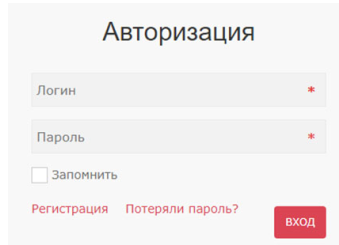 Авторизация
Логин *
Пароль *
Запомнить
Регистрация Потеряли пароль?
ВХОД